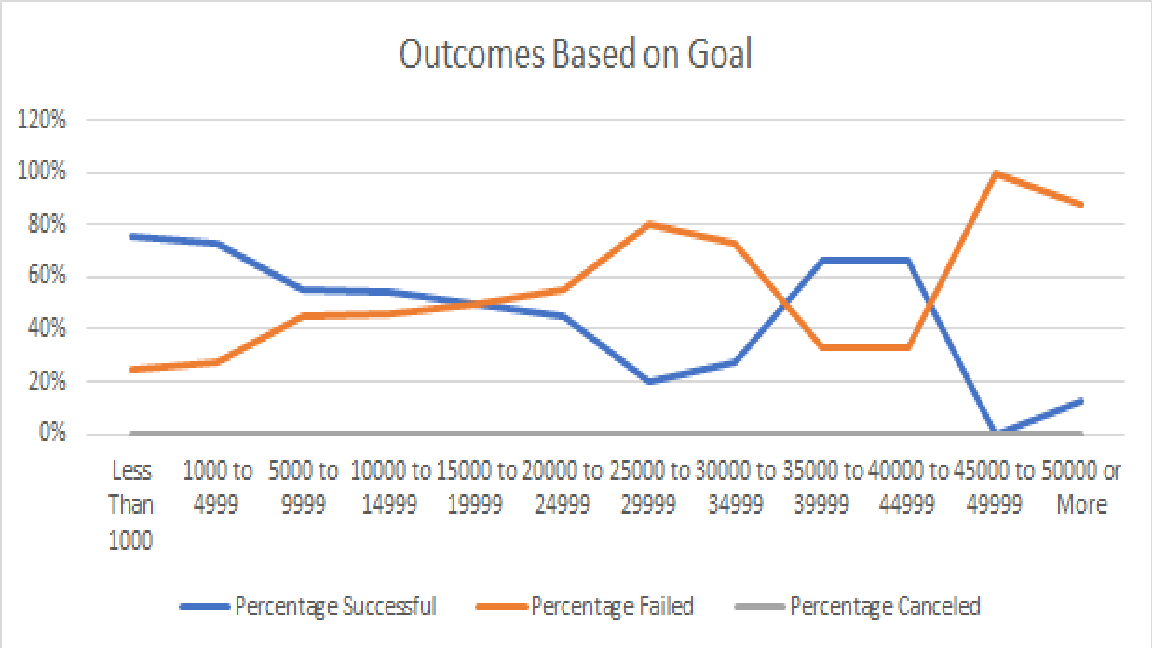 Outcomes Based on Goal
120%
100%
80%
60%
40%
20%
0%
Less Than 1000
1000 to 4999
5000 to 9999
10000 to 14999
15000 to 19999
20000 to 24999
25000 to 29999
30000 to 34999
35000 to 39999
40000 to 44999
45000 to 49999
50000 or More
Percentage Successful
Percentage Failed
Percentage Canceled